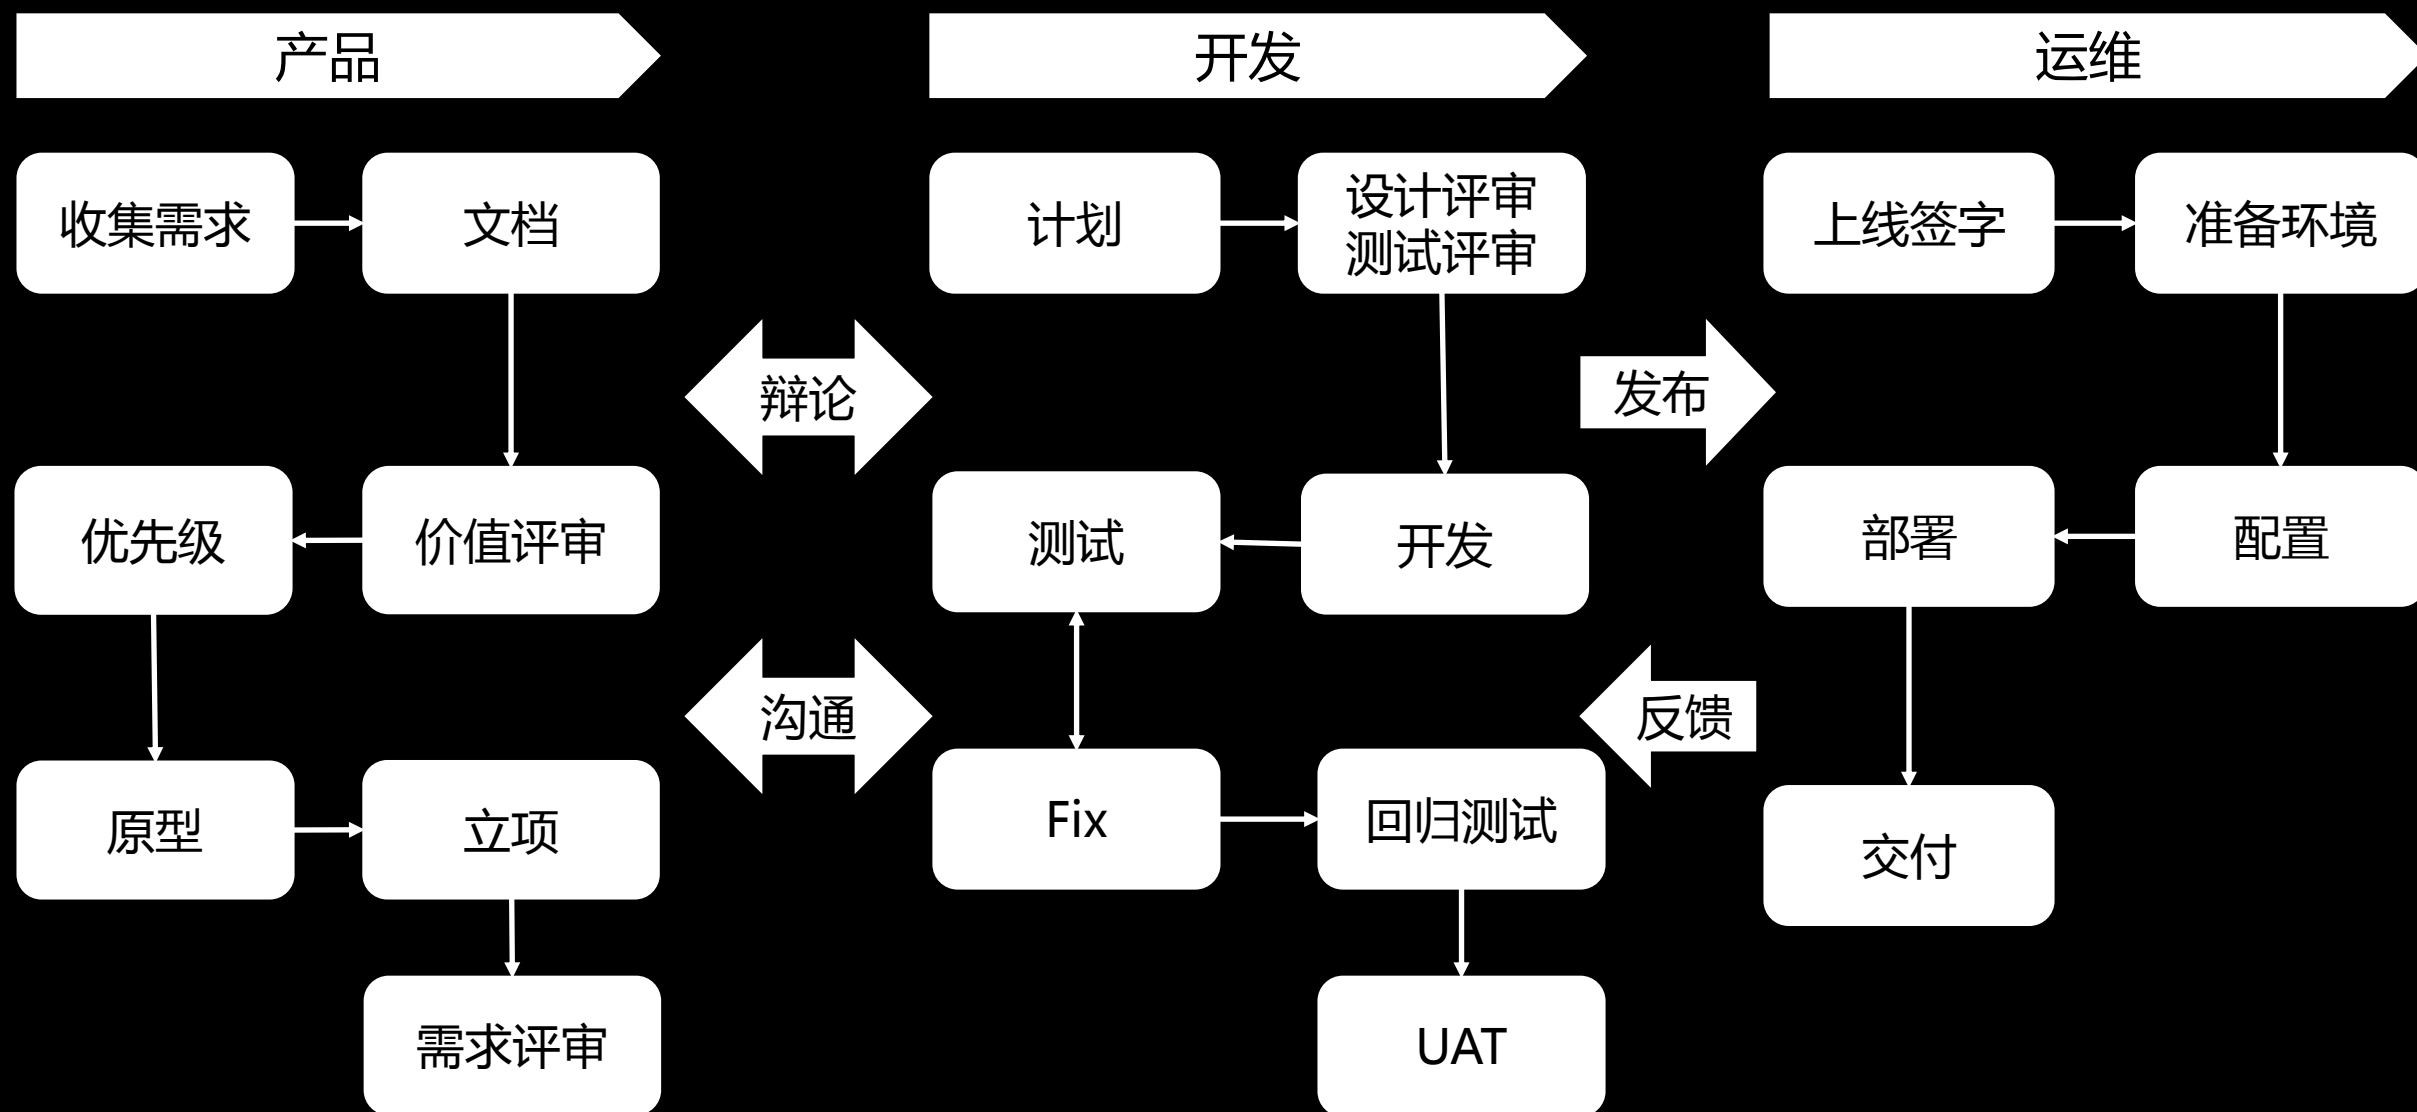 产品
开发
运维
收集需求
文档
计划
设计评审
测试评审
上线签字
准备环境
辩论
发布
优先级
价值评审
测试
开发
部署
配置
沟通
反馈
原型
立项
Fix
回归测试
交付
需求评审
UAT